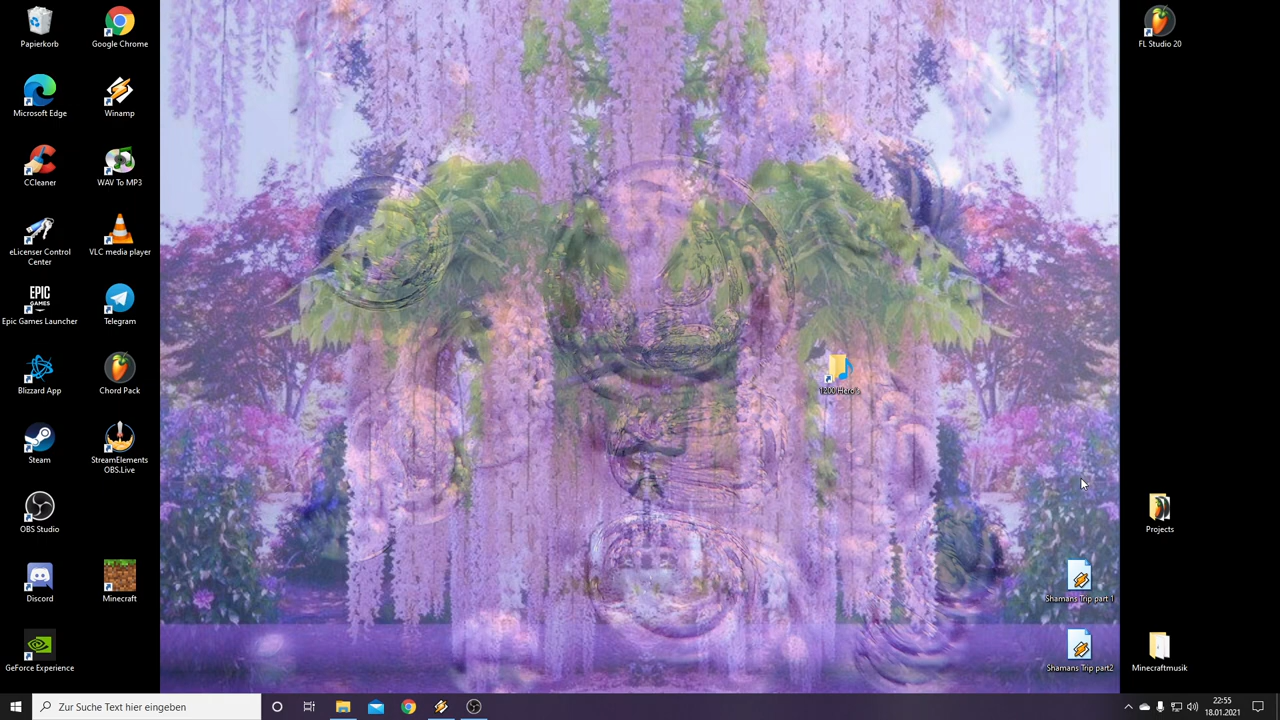 Papierkorb
Google Chrome
FL Studio 20
Microsoft Edge
Winamp
CCleaner
WAV To MP3
eLicenser Control
Center
VLC media player
EPIC
GAMES
Epic Games Launcher
Telegram
Blizzard App
Chord Pack
1200 Hero's
Steam
StreamElements
OBS.Live
OBS Studio
Projects
Discord
Minecraft
Shamans Trip part 1
GeForce Experience
Shamans Trip part2
Minecraftmusik
Zur Suche Text hier eingeben
22:55
18.01.2021